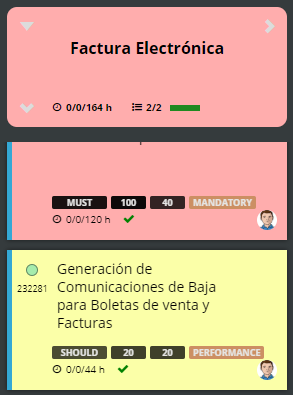 Factura Electrónica
0/0/164 h 2/2
MUST 100 40 MANDATORY
0/0/120 h
232281
Generación de
Comunicaciones de Baja
para Boletas de venta y
Facturas
SHOULD 20 20 PERFORMANCE
0/0/44 h